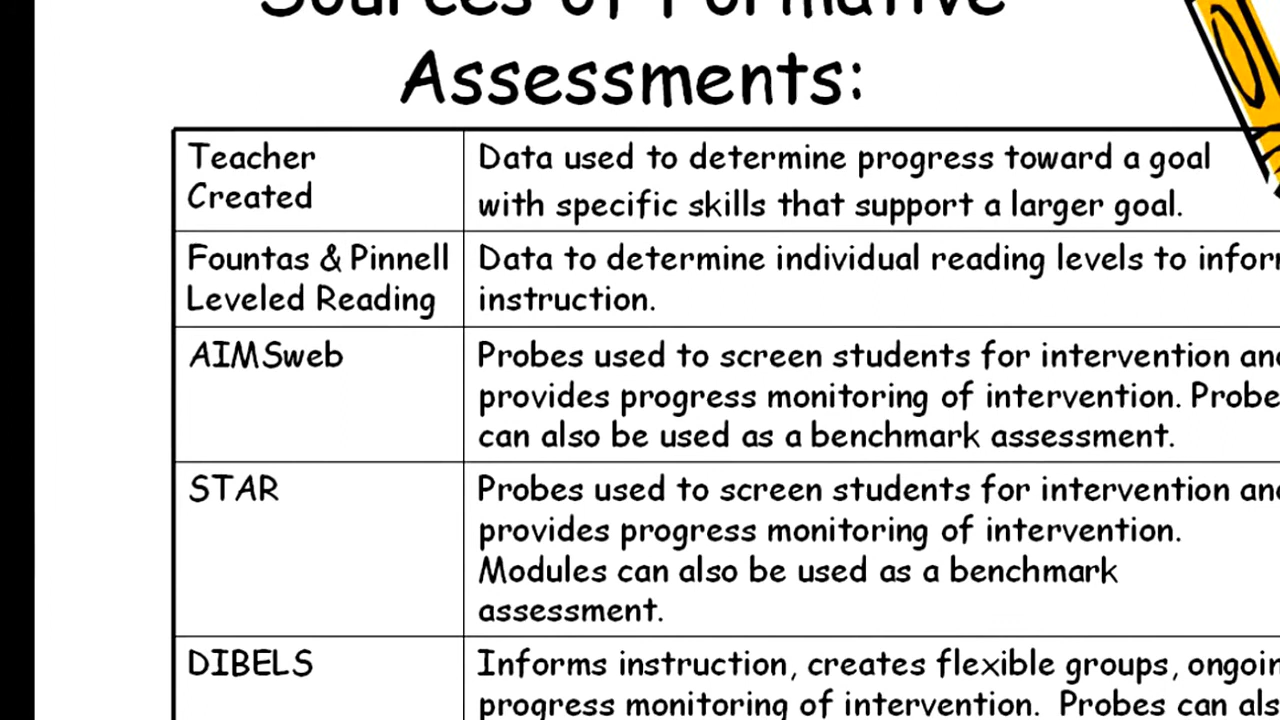 Sources of Formative
Assessments:
Teacher
Created
Data used to determine progress toward a goal
with specific skills that support a larger goal.
Fountas & Pinnell
Leveled Reading
Data to determine individual reading levels to
instruction.
AIMSweb
Probes used to screen students for intervention
provides progress monitoring of intervention.
can also be used as a benchmark assessment.
STAR
Probes used to screen students for intervention
provides progress monitoring of intervention.
Modules can also be used as a benchmark
assessment.
DIBELS
Informs instruction, creates flexible groups,
progress monitoring of intervention. Probes can